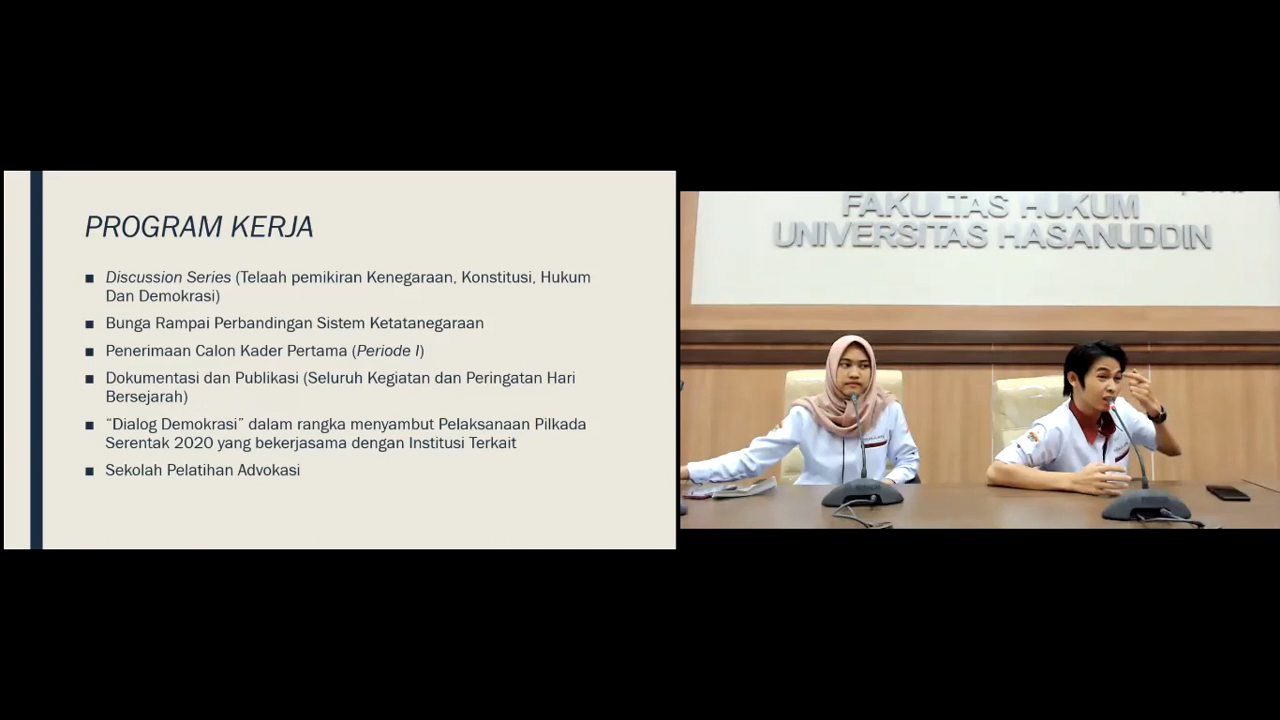 PROGRAM KERJA
Discussion Series (Telaah pemikiran Kenegaraan, Konstitusi, Hukum
Dan Demokrasi)
Bunga Rampai Perbandingan Sistem Ketatanegaraan
Penerimaan Calon Kader Pertama (Periode I)
Dokumentasi dan Publikasi (Seluruh Kegiatan dan Peringatan Hari
Bersejarah)
“Dialog Demokrasi” dalam rangka menyambut Pelaksanaan Pilkada
Serentak 2020 yang bekerjasama dengan Institusi Terkait
Sekolah Pelatihan Advokasi
FAKULTAS HUKUM
UNIVERSITAS HASANUDDIN